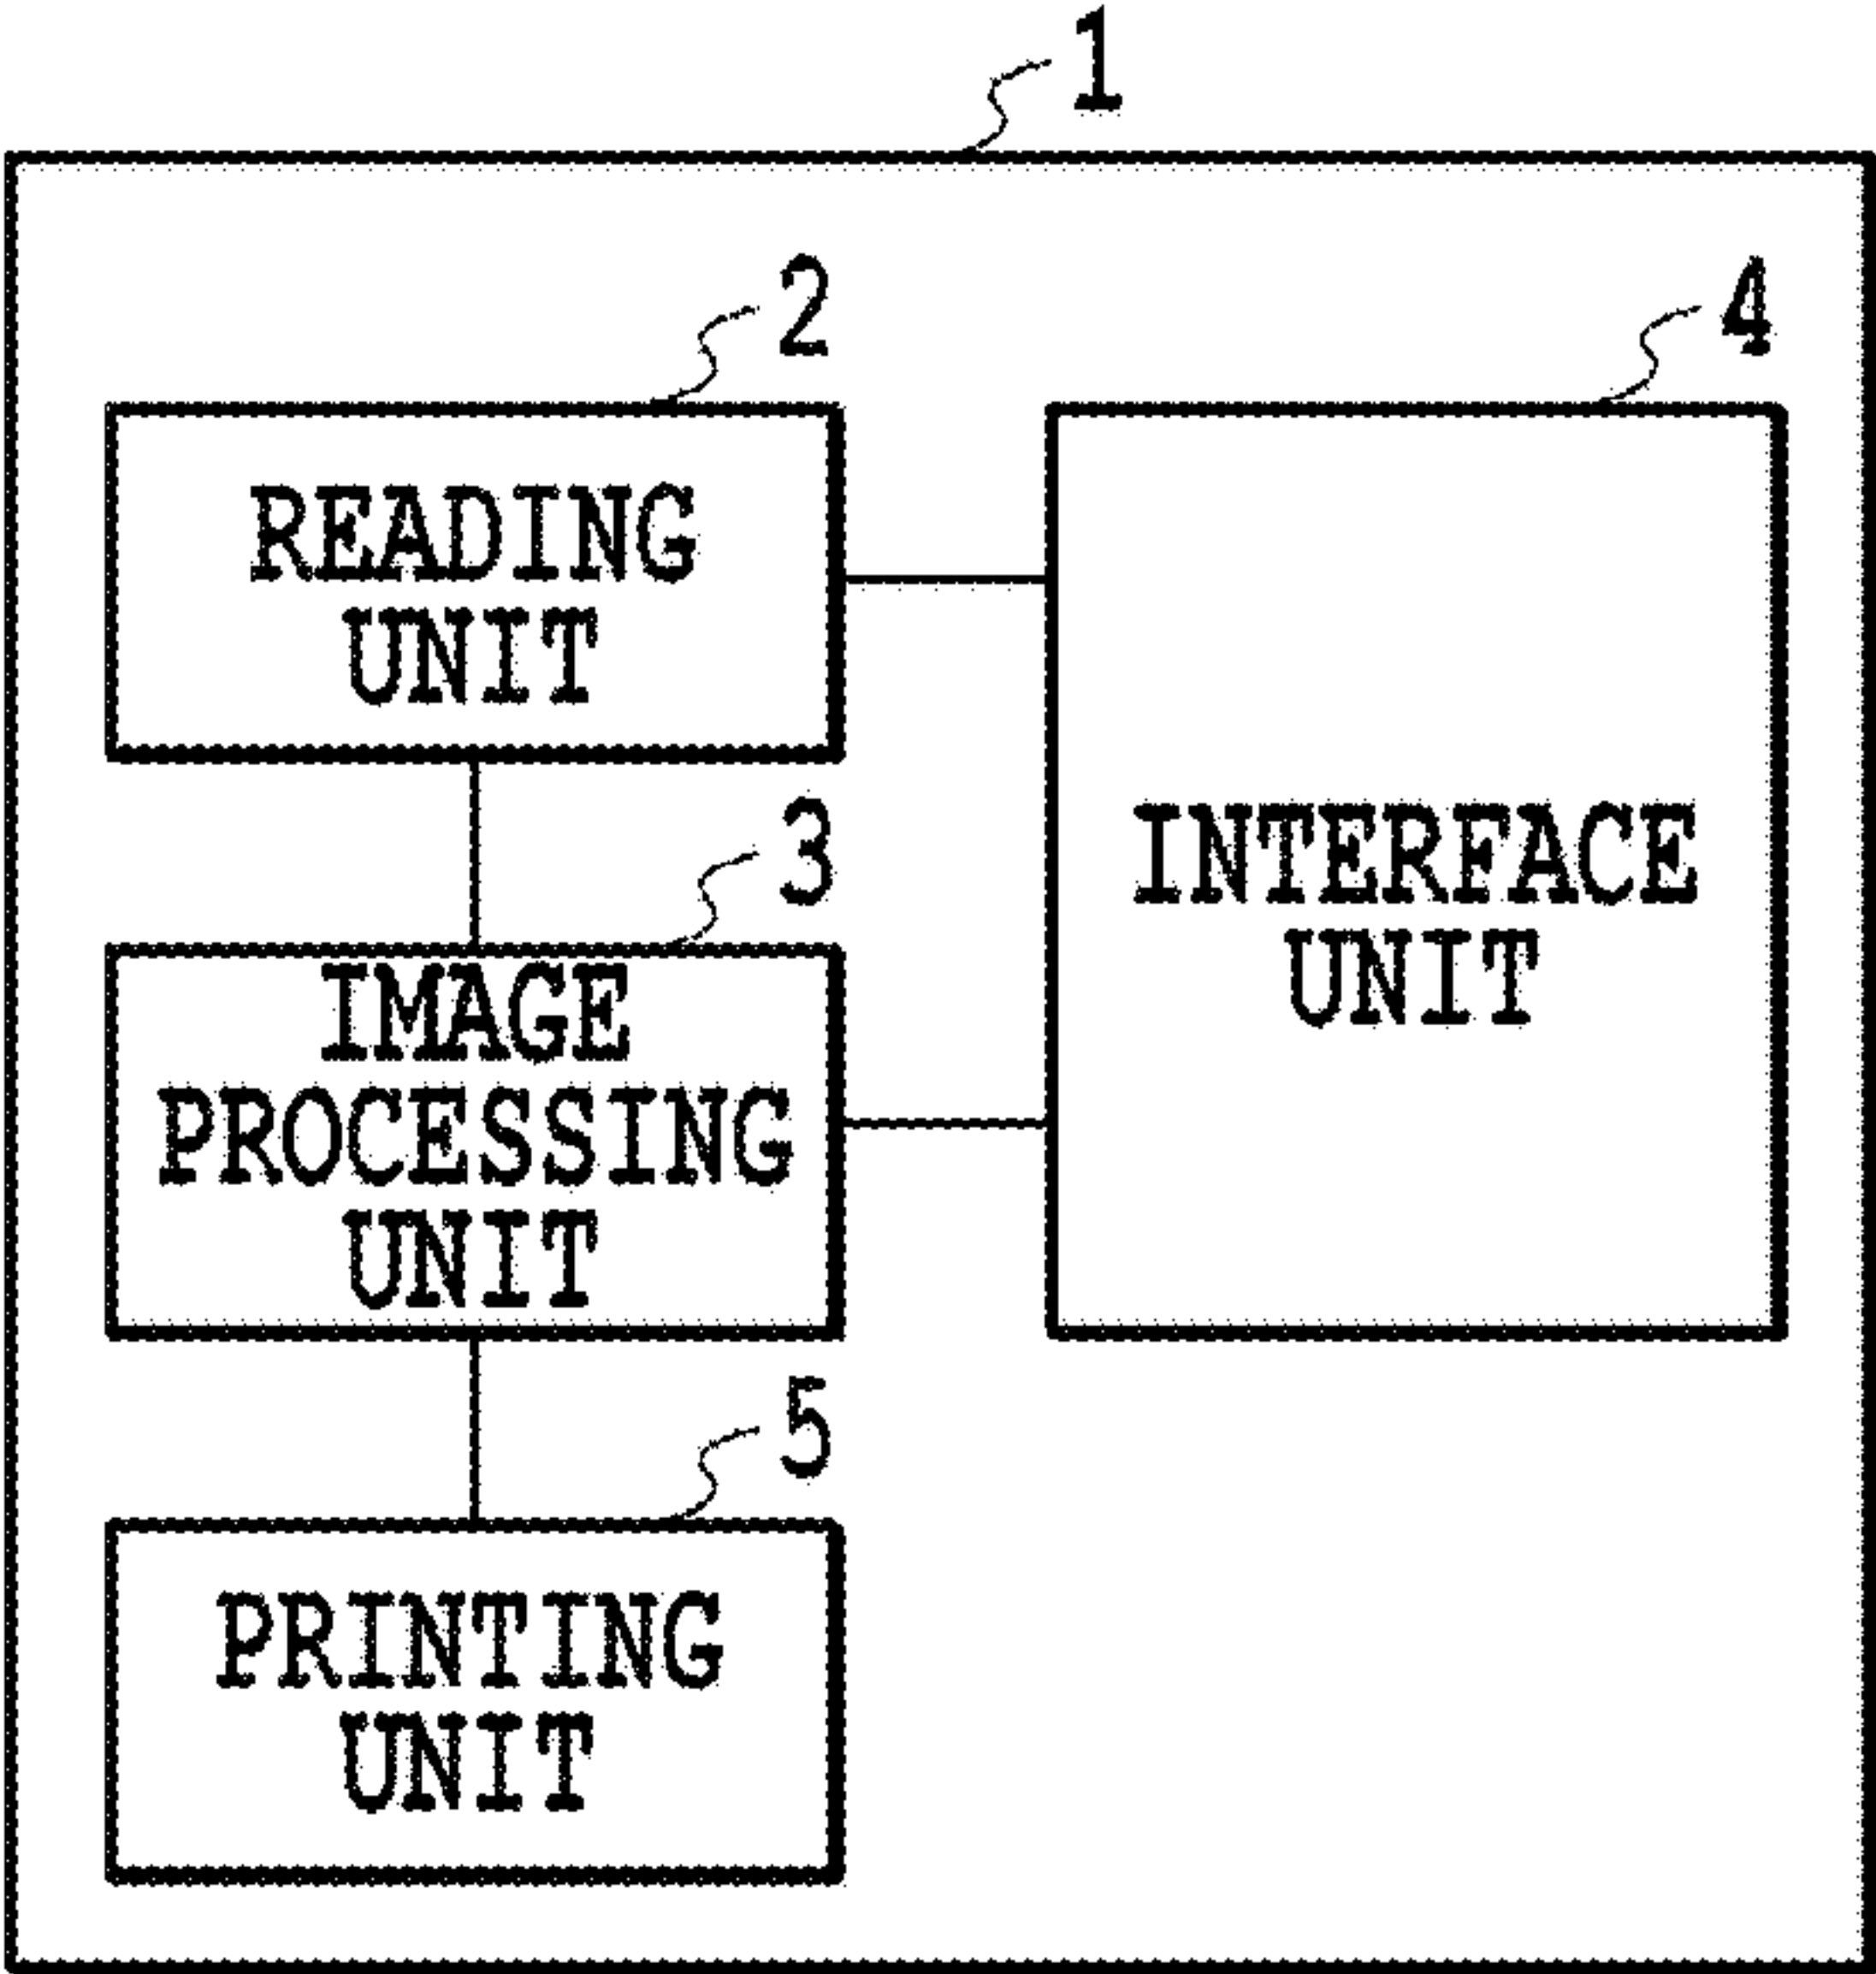 1
2
4
READING
UNIT
3
INTERFACE
UNIT
IMAGE
PROCESSING
UNIT
5
PRINTING
UNIT